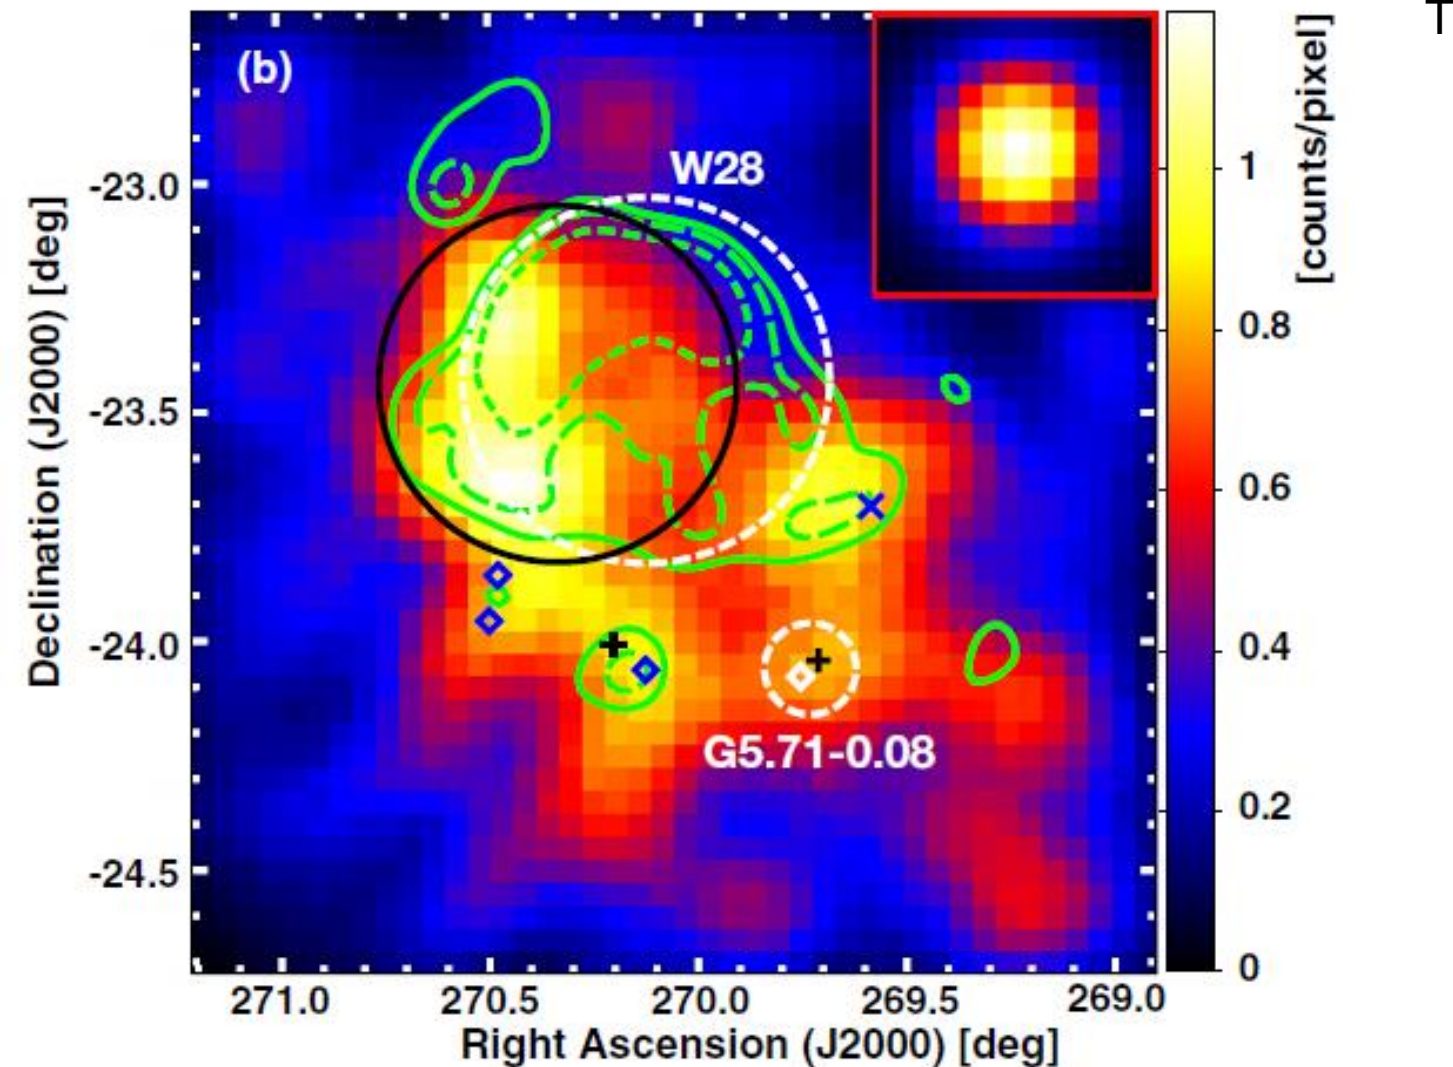 T
(b)
W28
G5.71-0.08
-23.0
-23.5
-24.0
-24.5
Declination (J2000) [deg]
271.0 270.5 270.0 269.5 269.0
Right Ascension (J2000) [deg]
1
0.8
0.6
0.4
0.2
0
[counts/pixel]